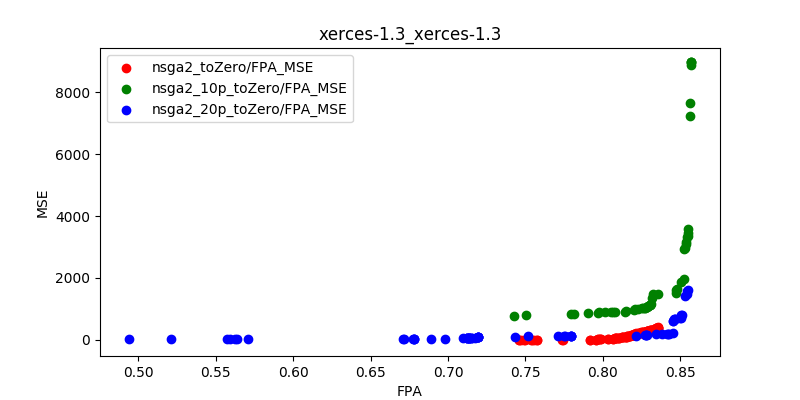 xerces-1.3_xerces-1.3
nsga2_toZero/FPA_MSE
nsga2_10p_toZero/FPA_MSE
nsga2_20p_toZero/FPA_MSE
MSE
8000
6000
4000
2000
0
0.50 0.55 0.60 0.65 0.70 0.75 0.80 0.85
FPA